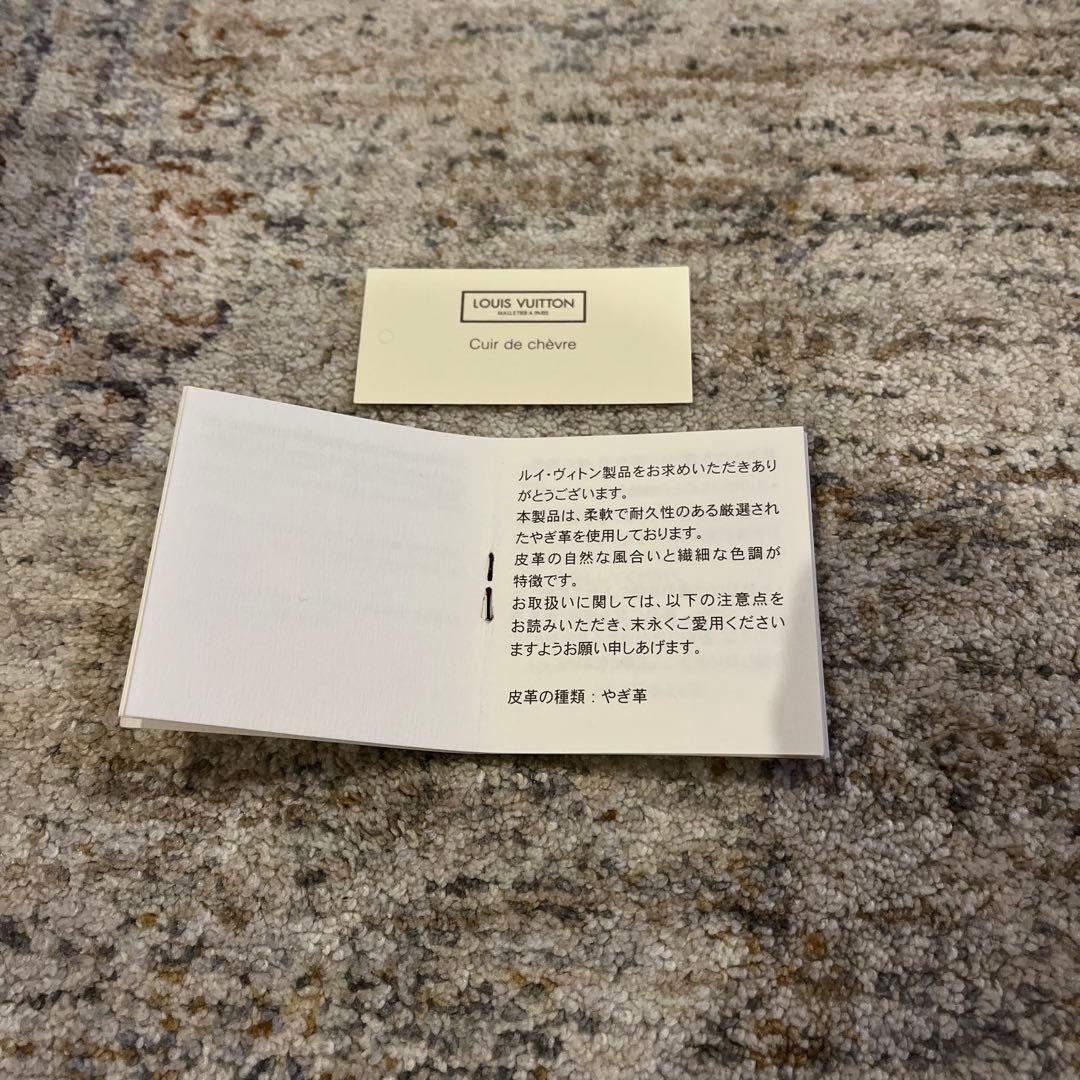 LOUIS VUITTON
MALLETIER A PARIS
Cuir de chèvre
ルイ・ヴィトン製品をお求めいただきあり
がとうございます。
本製品は、柔軟で耐久性のある厳選され
たやぎ革を使用しております。
皮革の自然な風合いと繊細な色調が
特徴です。
お取扱いに関しては、以下の注意点を
お読みいただき、末永くご愛用ください
ますようお願い申しあげます。
皮革の種類：やぎ革